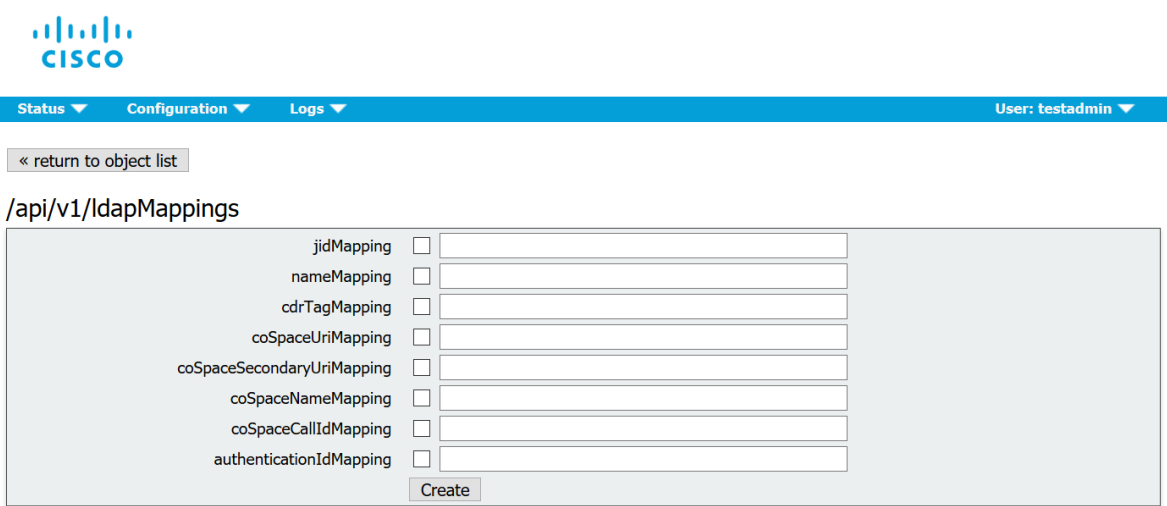 CISCO
Status Configuration Logs User: testadmin
« return to object list
/api/v1/ldapMappings
jidMapping
nameMapping
cdrTagMapping
coSpaceUriMapping
coSpaceSecondaryUriMapping
coSpaceNameMapping
coSpaceCallIdMapping
authenticationIdMapping
Create